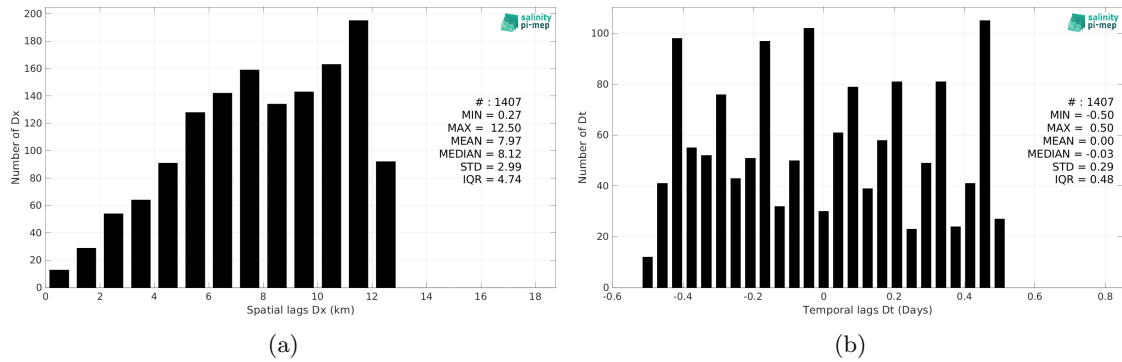 200
180
160
140
120
100
80
60
40
20
0
Number of Dx
0
2
4
6
8
10
12
14
16
18
Spatial lags Dx (km)
salinity
pi-mep
# : 1407
MIN = 0.27
MAX = 12.50
MEAN = 7.97
MEDIAN = 8.12
STD = 2.99
IQR = 4.74
(a)
100
80
60
40
20
0
Number of Dt
-0.6
-0.4
-0.2
0
0.2
0.4
0.6
0.8
Temporal lags Dt (Days)
salinity
pi-mep
# : 1407
MIN = -0.50
MAX = 0.50
MEAN = 0.00
MEDIAN = -0.03
STD = 0.29
IQR = 0.48
(b)